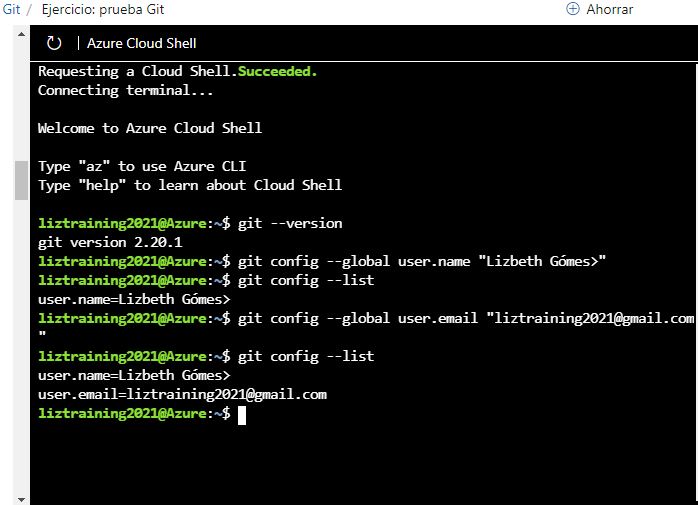 Git / Ejercicio: prueba Git
Ahorrar
Azure Cloud Shell
Requesting a Cloud Shell.Succeeded.
Connecting terminal...
Welcome to Azure Cloud Shell
Type "az" to use Azure CLI
Type "help" to learn about Cloud Shell
liztraining2021@Azure:~$ git --version
git version 2.20.1
liztraining2021@Azure:~$ git config --global user.name "Lizbeth Gómes>"
liztraining2021@Azure:~$ git config --list
user.name=Lizbeth Gómes>
liztraining2021@Azure:~$ git config --global user.email "liztraining2021@gmail.com
"
liztraining2021@Azure:~$ git config --list
user.name=Lizbeth Gómes>
user.email=liztraining2021@gmail.com
liztraining2021@Azure:~$